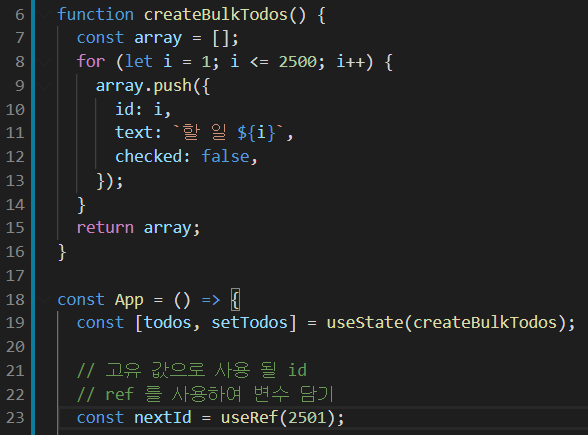 6 function createBulkTodos() {
7   const array = [];
8   for (let i = 1; i <= 2500; i++) {
9     array.push({
10       id: i,
11       text: `할 일 ${i}`,
12       checked: false,
13     });
14   }
15   return array;
16 }
17
18 const App = () => {
19   const [todos, setTodos] = useState(createBulkTodos);
20
21   // 고유 값으로 사용 될 id
22   // ref 를 사용하여 변수 담기
23   const nextId = useRef(2501);